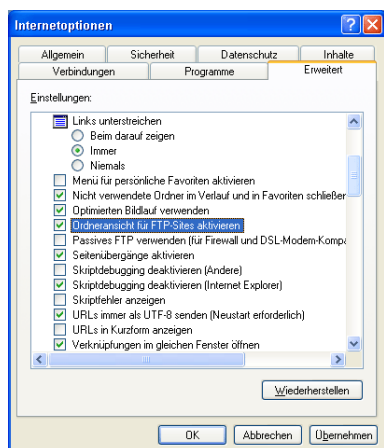 Internetoptionen
Allgemein Sicherheit Datenschutz Inhalte
Verbindungen Programme Erweitert
Einstellungen:
Links unterstreichen
Beim darauf zeigen
Immer
Niemals
Menü für persönliche Favoriten aktivieren
Nicht verwendete Ordner im Verlauf und in Favoriten schließer
Optimierten Bildlauf verwenden
Ordneransicht für FTP-Sites aktivieren
Passives FTP verwenden (für Firewall und DSL-Modem-Kompa
Seitenübergänge aktivieren
Skriptdebugging deaktivieren (Andere)
Skriptdebugging deaktivieren (Internet Explorer)
Skriptfehler anzeigen
URLs immer als UTF-8 senden (Neustart erforderlich)
URLs in Kurzform anzeigen
Verknüpfungen im gleichen Fenster öffnen
Wiederherstellen
OK Abbrechen Übernehmen